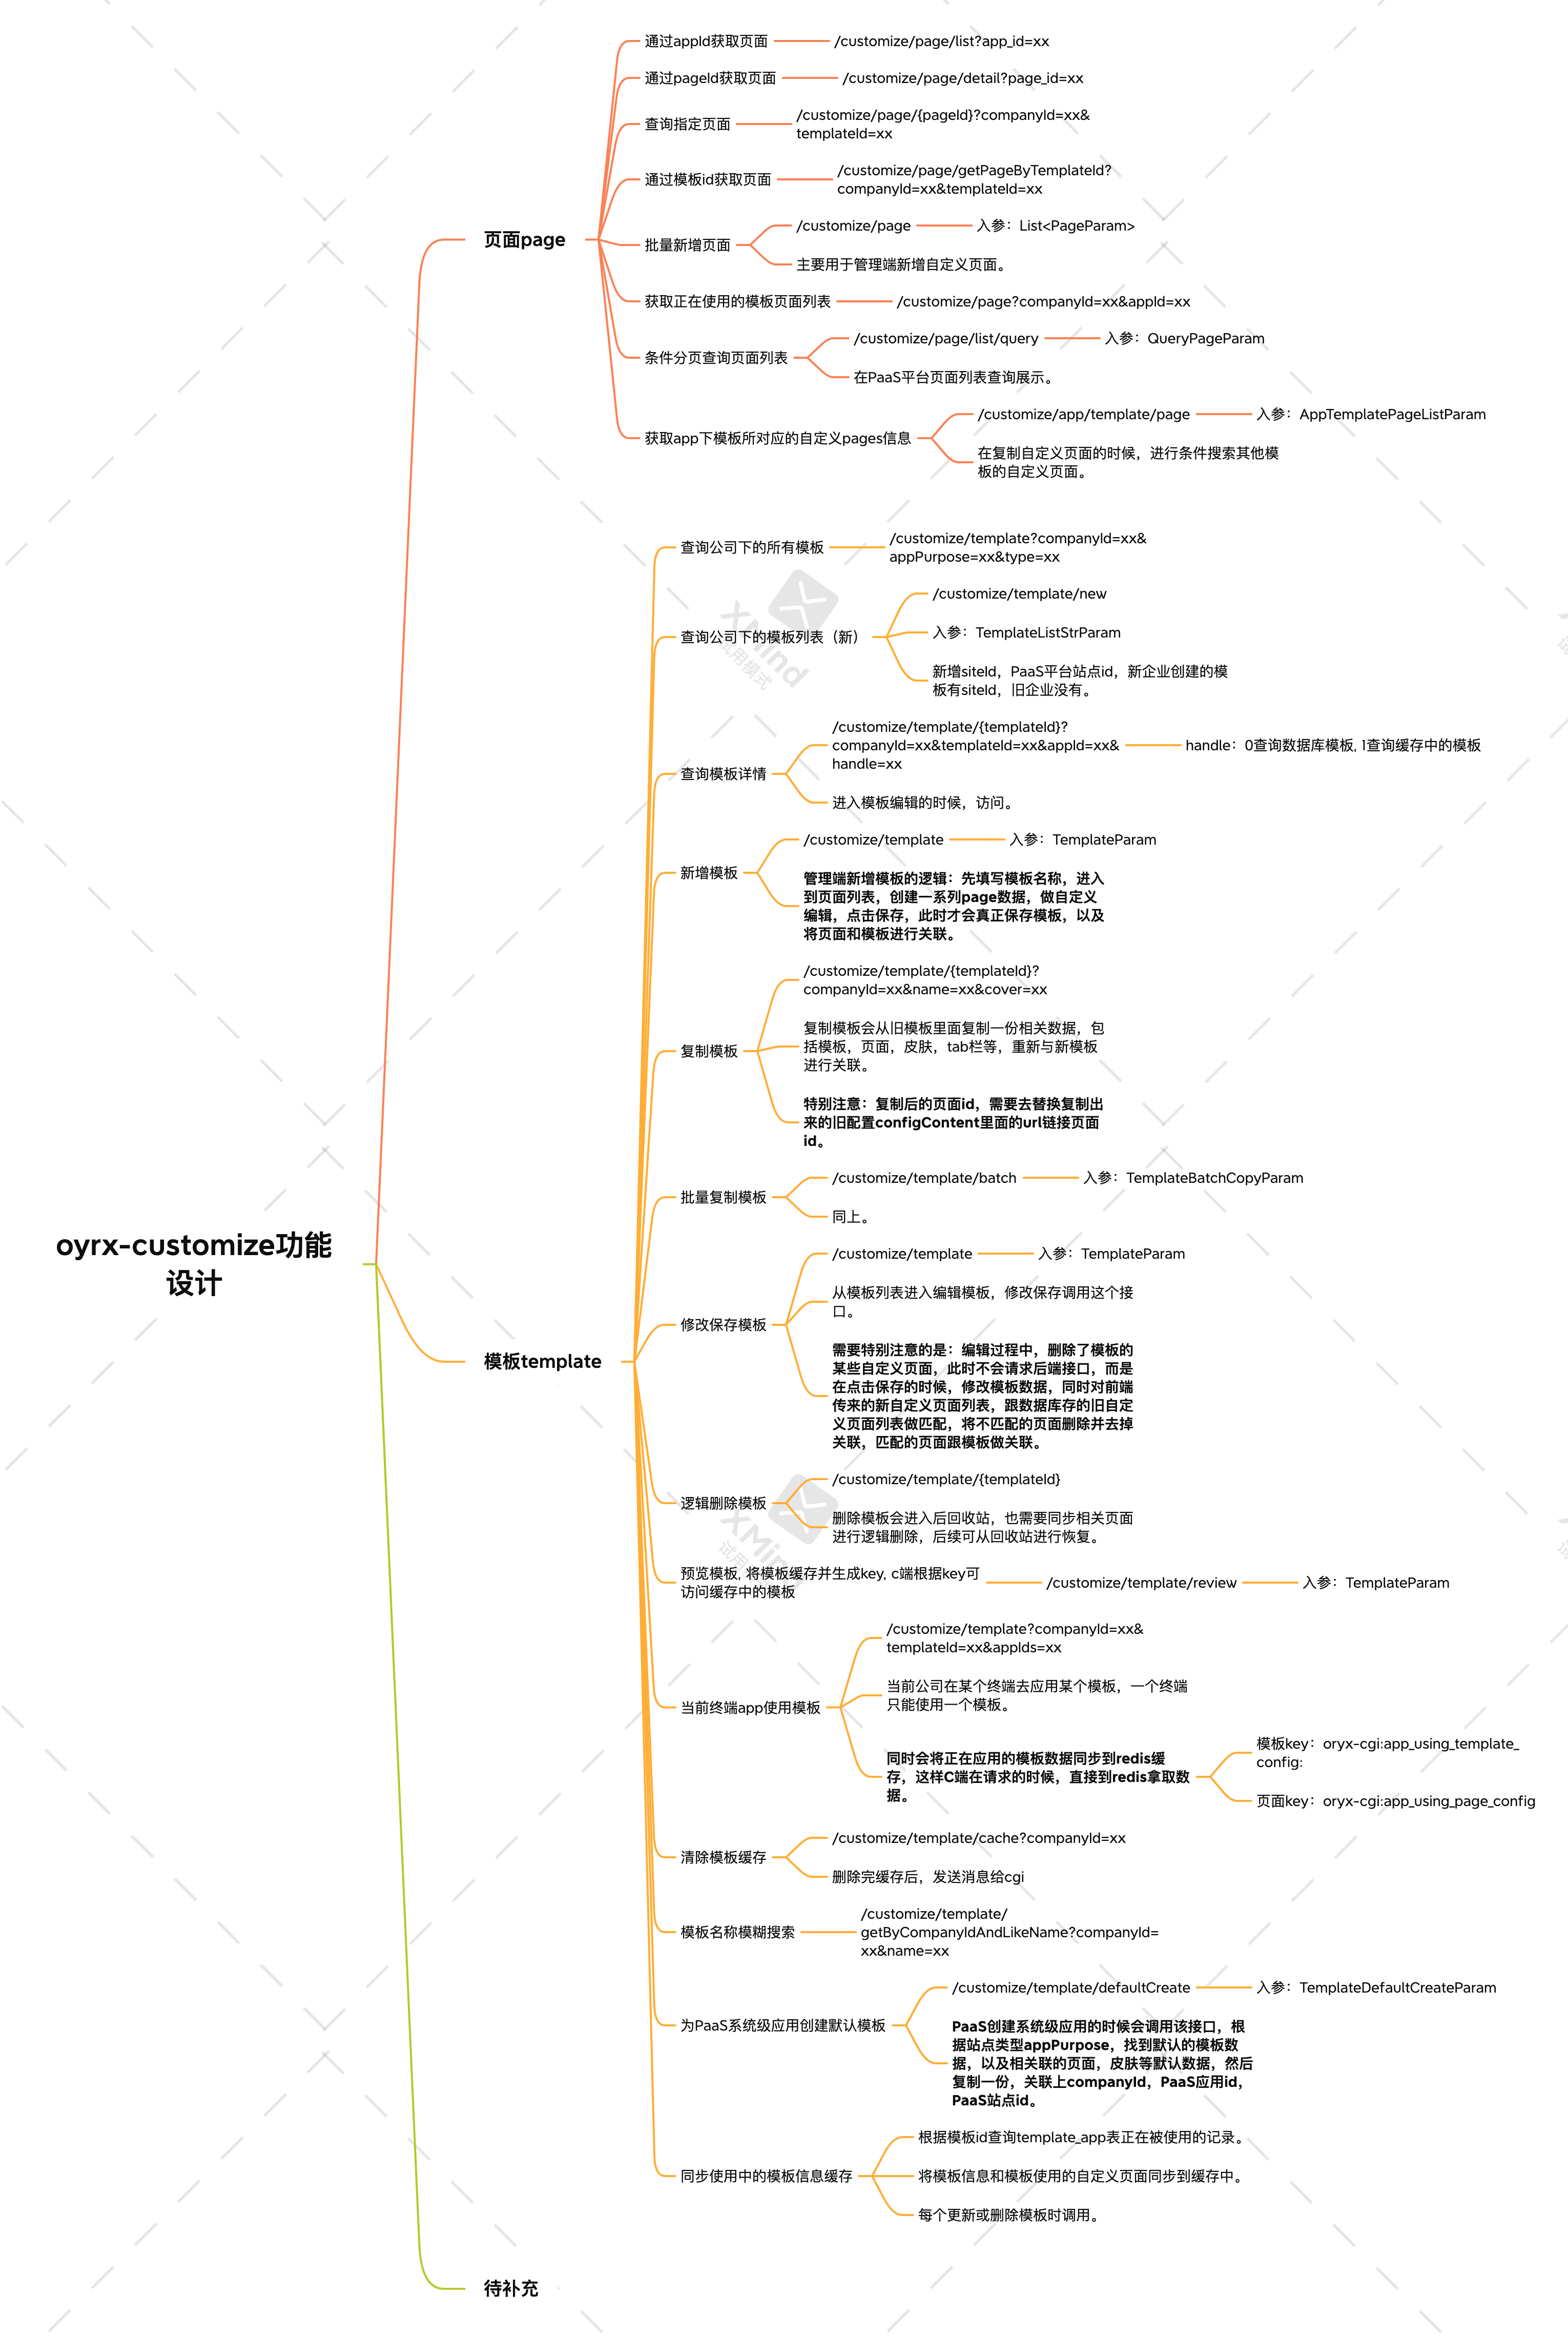 oyrx-customize功能
设计
页面page
通过appId获取页面
/customize/page/list?app_id=xx
通过pageId获取页面
/customize/page/detail?page_id=xx
查询指定页面
/customize/page/{pageId}?companyId=xx&
templateId=xx
通过模板id获取页面
/customize/page/getPageByTemplateId?
companyId=xx&templateId=xx
批量新增页面
/customize/page
入参：List<PageParam>
主要用于管理端新增自定义页面。
获取正在使用的模板页面列表
/customize/page?companyId=xx&appId=xx
条件分页查询页面列表
/customize/page/list/query
入参：QueryPageParam
在PaaS平台页面列表查询展示。
获取app下模板所对应的自定义pages信息
/customize/app/template/page
入参：AppTemplatePageListParam
在复制自定义页面的时候，进行条件搜索其他模
板的自定义页面。
模板template
查询公司下的所有模板
/customize/template?companyId=xx&
appPurpose=xx&type=xx
查询公司下的模板列表（新）
/customize/template/new
入参：TemplateListStrParam
新增siteId，PaaS平台站点id，新企业创建的模
板有siteId，旧企业没有。
查询模板详情
/customize/template/{templateId}?
companyId=xx&templateId=xx&appId=xx&
handle=xx
handle：0查询数据库模板, 1查询缓存中的模板
进入模板编辑的时候，访问。
新增模板
/customize/template
入参：TemplateParam
管理端新增模板的逻辑：先填写模板名称，进入
到页面列表，创建一系列page数据，做自定义
编辑，点击保存，此时才会真正保存模板，以及
将页面和模板进行关联。
复制模板
/customize/template/{templateId}?
companyId=xx&name=xx&cover=xx
复制模板会从旧模板里面复制一份相关数据，包
括模板，页面，皮肤，tab栏等，重新与新模板
进行关联。
特别注意：复制后的页面id，需要去替换复制出
来的旧配置configContent里面的url链接页面
id。
批量复制模板
/customize/template/batch
入参：TemplateBatchCopyParam
同上。
修改保存模板
/customize/template
入参：TemplateParam
从模板列表进入编辑模板，修改保存调用这个接
口。
需要特别注意的是：编辑过程中，删除了模板的
某些自定义页面，此时不会请求后端接口，而是
在点击保存的时候，修改模板数据，同时对前端
传来的新自定义页面列表，跟数据库存的旧自定
义页面列表做匹配，将不匹配的页面删除并去掉
关联，匹配的页面跟模板做关联。
逻辑删除模板
/customize/template/{templateId}
删除模板会进入后回收站，也需要同步相关页面
进行逻辑删除，后续可从回收站进行恢复。
预览模板, 将模板缓存并生成key, c端根据key可
访问缓存中的模板
/customize/template/review
入参：TemplateParam
当前终端app使用模板
/customize/template?companyId=xx&
templateId=xx&appIds=xx
当前公司在某个终端去应用某个模板，一个终端
只能使用一个模板。
同时会将正在应用的模板数据同步到redis缓
存，这样C端在请求的时候，直接到redis拿取数
据。
模板key：oryx-cgi:app_using_template_
config:
页面key：oryx-cgi:app_using_page_config
清除模板缓存
/customize/template/cache?companyId=xx
删除完缓存后，发送消息给cgi
模板名称模糊搜索
/customize/template/
getByCompanyIdAndLikeName?companyId=
xx&name=xx
为PaaS系统级应用创建默认模板
/customize/template/defaultCreate
入参：TemplateDefaultCreateParam
PaaS创建系统级应用的时候会调用该接口，根
据站点类型appPurpose，找到默认的模板数
据，以及相关联的页面，皮肤等默认数据，然后
复制一份，关联上companyId，PaaS应用id，
PaaS站点id。
同步使用中的模板信息缓存
根据模板id查询template_app表正在被使用的记录。
将模板信息和模板使用的自定义页面同步到缓存中。
每个更新或删除模板时调用。
待补充
XMind
试用模式